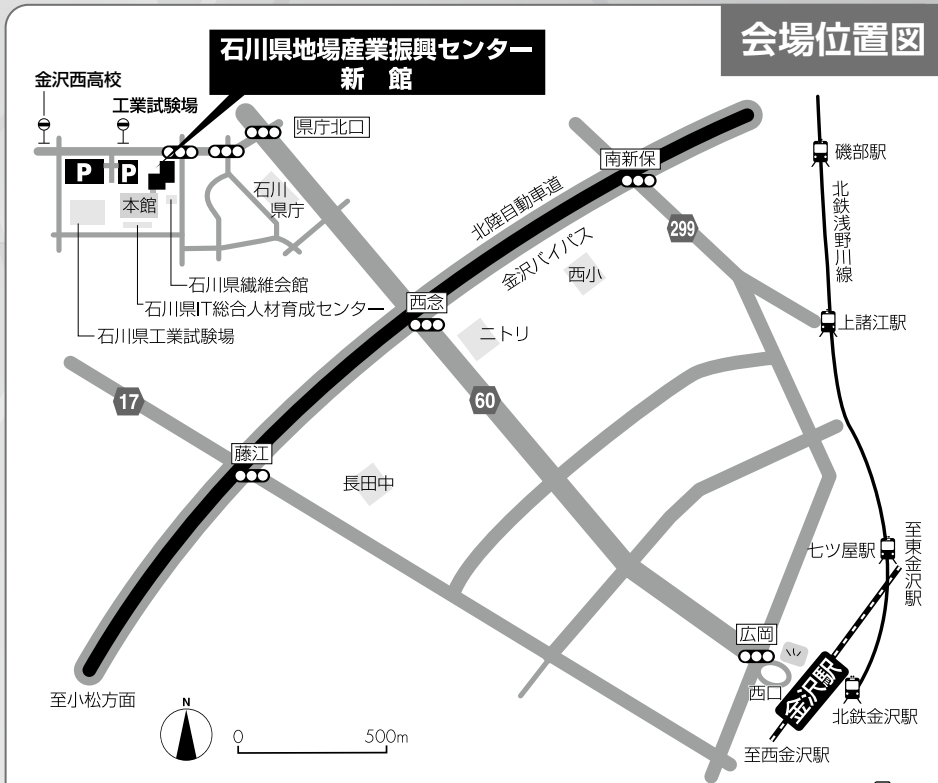 会場位置図
石川県地場産業振興センター
新 館
金沢西高校
工業試験場
県庁北口
南新保
磯部駅
P
P
本館
石川
県庁
北陸自動車道
金沢バイパス
北鉄浅野川線
299
西小
石川県繊維会館
石川県IT総合人材育成センター
石川県工業試験場
西念
ニトリ
上諸江駅
17
60
藤江
長田中
七ツ屋駅
至東金沢駅
広岡
西口
金沢駅
北鉄金沢駅
至小松方面
至西金沢駅
N
0
500m